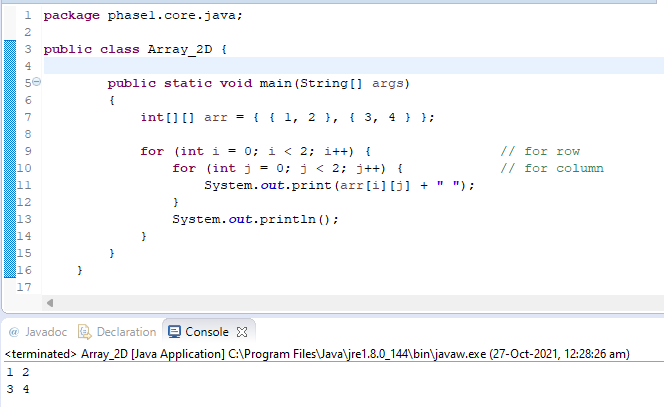 1 package phase1.core.java;
2
3 public class Array_2D {
4
5 public static void main(String[] args)
6 {
7 int[][] arr = { { 1, 2 }, { 3, 4 } };
8
9 for (int i = 0; i < 2; i++) { // for row
10 for (int j = 0; j < 2; j++) { // for column
11 System.out.print(arr[i][j] + " ");
12 }
13 System.out.println();
14 }
15 }
16 }
17
@ Javadoc Declaration Console
<terminated> Array_2D [Java Application] C:\Program Files\Java\jre1.8.0_144\bin\javaw.exe (27-Oct-2021, 12:28:26 am)
1 2
3 4